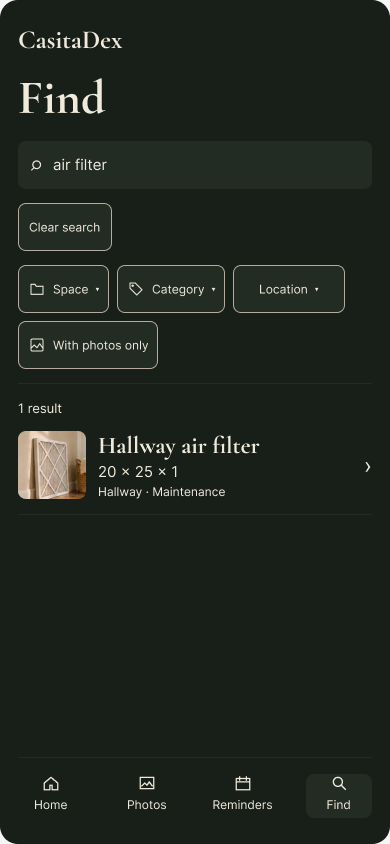 CasitaDex
Find
air filter
Clear search
Space
Category
Location
With photos only
1 result
Hallway air filter
20 × 25 × 1
Hallway · Maintenance
Home
Photos
Reminders
Find